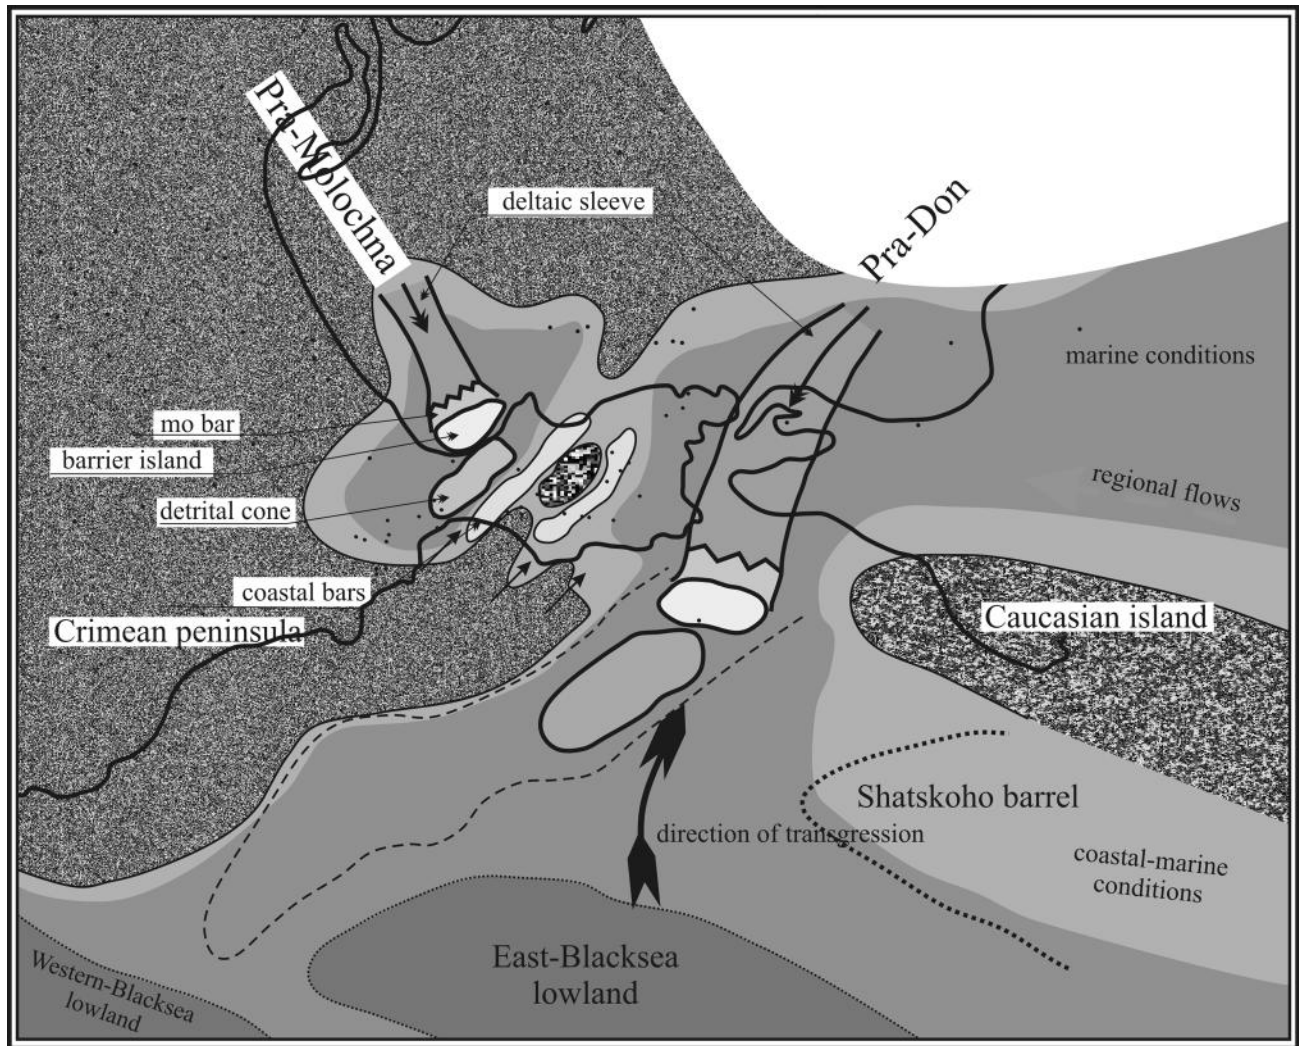 Pra-Molochna
deltaic sleeve
Pra-Don
marine conditions
mo bar
barrier island
regional flows
detrital cone
coastal bars
Crimean peninsula
Caucasian island
Shatskoho barrel
direction of transgression
coastal-marine
conditions
East-Blacksea
lowland
Western-Blacksea
lowland